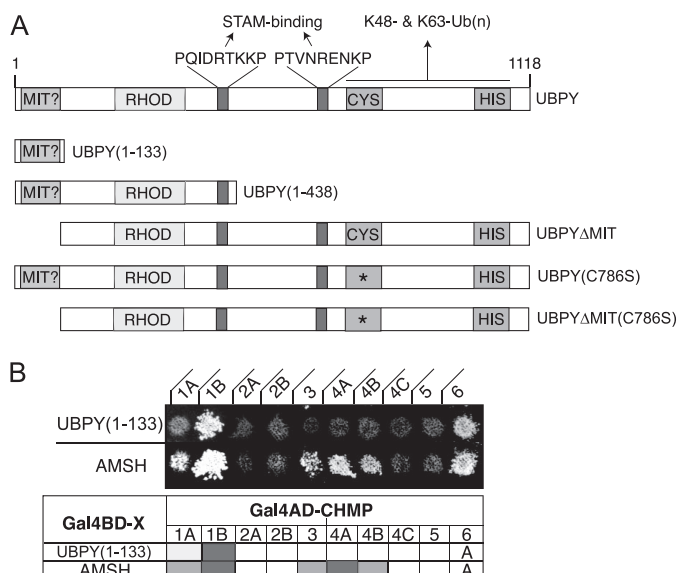 A
STAM-binding
K48- & K63-Ub(n)
PQIDRTKKP PTVNRENKP
1 1118
MIT? RHOD CYS HIS UBPY
MIT? UBPY(1-133)
MIT? RHOD UBPY(1-438)
RHOD CYS HIS UBPYΔMIT
MIT? RHOD * HIS UBPY(C786S)
RHOD * HIS UBPYΔMIT(C786S)
B
1A 1B 2A 2B 3 4A 4B 4C 5 6
UBPY(1-133)
AMSH
Gal4BD-X Gal4AD-CHMP
1A 1B 2A 2B 3 4A 4B 4C 5 6
UBPY(1-133) A
AMSH A